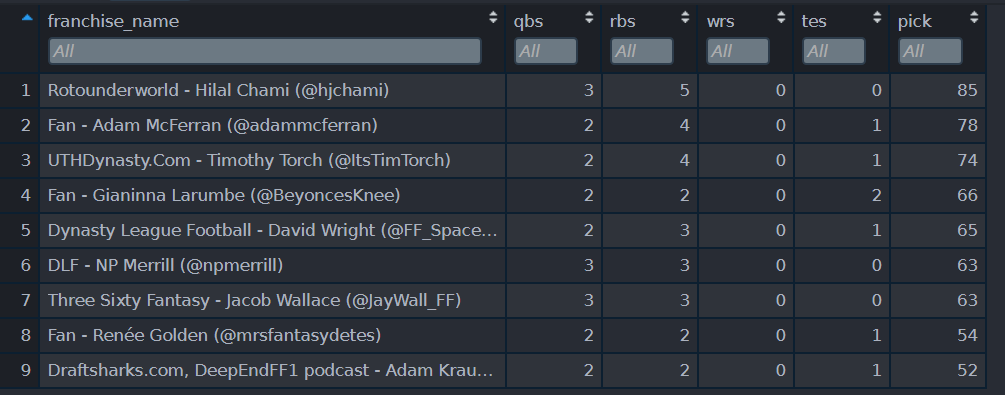 franchise_name qbs rbs wrs tes pick
All All All All All All
1 Rotounderworld - Hilal Chami (@hjchami) 3 5 0 0 85
2 Fan - Adam McFerran (@adammcferran) 2 4 0 1 78
3 UTHDynasty.Com - Timothy Torch (@ItsTimTorch) 2 4 0 1 74
4 Fan - Gianinna Larumbe (@BeyoncesKnee) 2 2 0 2 66
5 Dynasty League Football - David Wright (@FF_Space... 2 3 0 1 65
6 DLF - NP Merrill (@npmerrill) 3 3 0 0 63
7 Three Sixty Fantasy - Jacob Wallace (@JayWall_FF) 3 3 0 0 63
8 Fan - Renée Golden (@mrsfantasydetes) 2 2 0 1 54
9 Draftsharks.com, DeepEndFF1 podcast - Adam Krau... 2 2 0 1 52